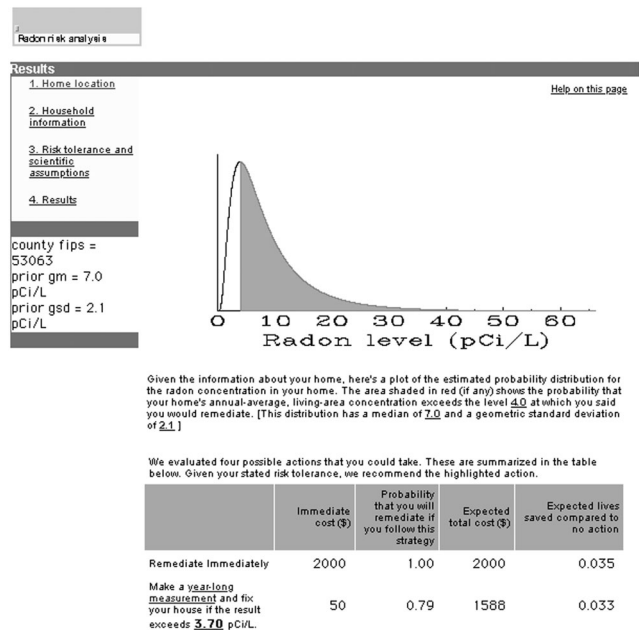 Radon risk analysis
Results
1. Home location
2. Household
information
3. Risk tolerance and
scientific
assumptions
4. Results
county fips =
53063
prior gm = 7.0
pCi/L
prior gsd = 2.1
pCi/L
Help on this page
0 10 20 30 40 50 60
Radon level (pCi/L)
Given the information about your home, here's a plot of the estimated probability distribution for
the radon concentration in your home. The area shaded in red (if any) shows the probability that
your home's annual-average, living-area concentration exceeds the level 4.0 at which you said
you would remediate. [This distribution has a median of 7.0 and a geometric standard deviation
of 2.1 ]
We evaluated four possible actions that you could take. These are summarized in the table
below. Given your stated risk tolerance, we recommend the highlighted action.
Immediate
cost ($)
Probability
that you will
remediate if
you follow this
strategy
Expected
total cost ($)
Expected lives
saved compared to
no action
Remediate Immediately 2000 1.00 2000 0.035
Make a year-long
measurement and fix
your house if the result
exceeds 3.70 pCi/L.
50 0.79 1588 0.033